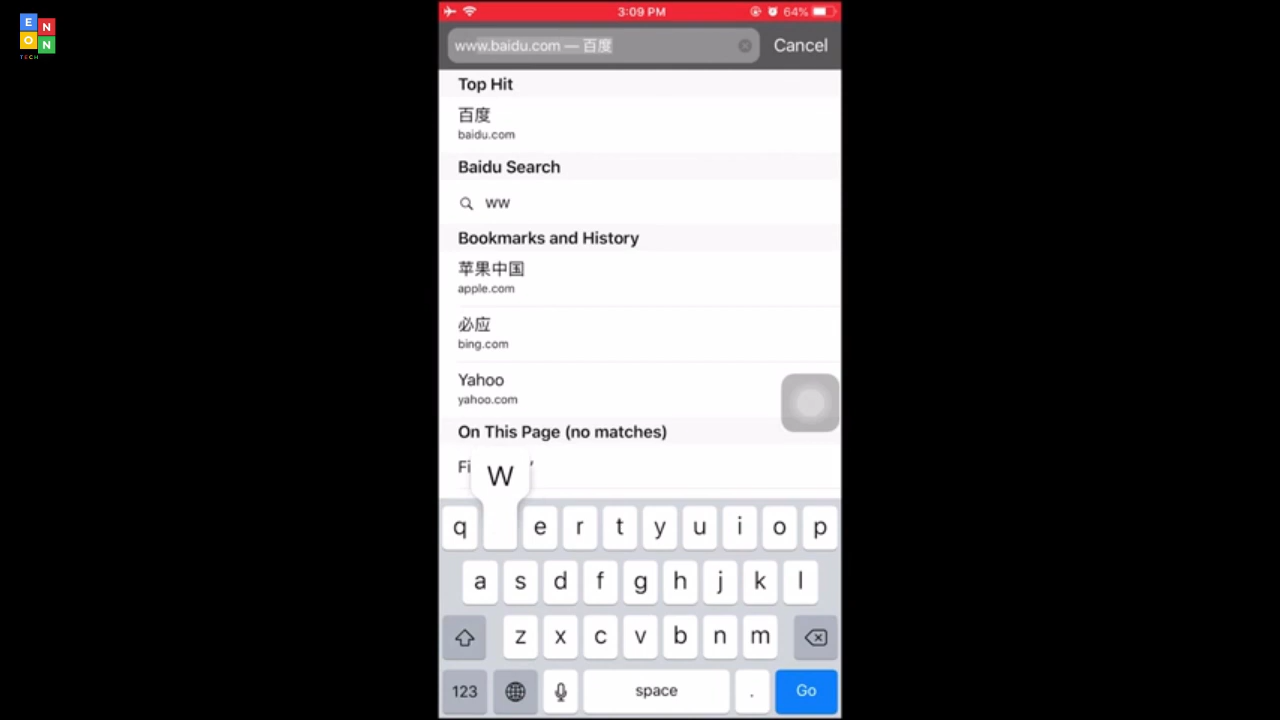 E N
O N
TECH
3:09 PM
64%
www.baidu.com — 百度
Cancel
Top Hit
百度
baidu.com
Baidu Search
ww
Bookmarks and History
苹果中国
apple.com
必应
bing.com
Yahoo
yahoo.com
On This Page (no matches)
Fi
W
q e r t y u i o p
a s d f g h j k l
z x c v b n m
123
space
.
Go